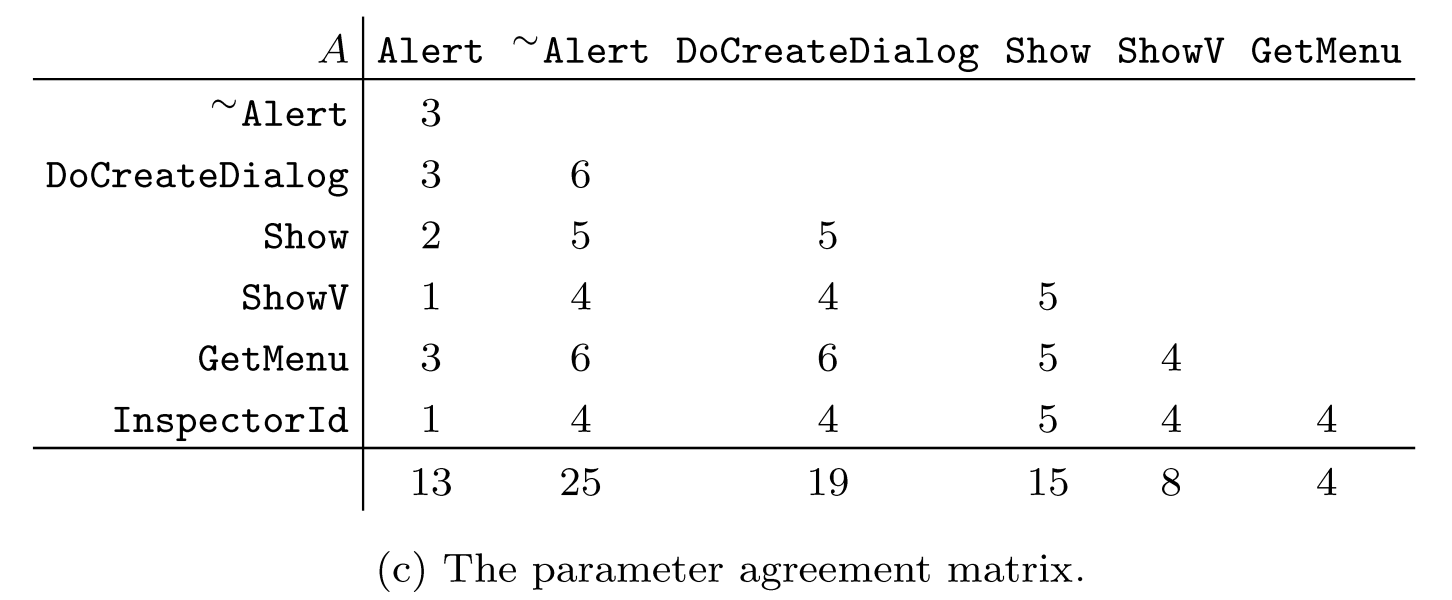 A Alert ~Alert DoCreateDialog Show ShowV GetMenu
~Alert 3
DoCreateDialog 3 6
Show 2 5 5
ShowV 1 4 4 5
GetMenu 3 6 6 5 4
InspectorId 1 4 4 5 4 4
13 25 19 15 8 4
(c) The parameter agreement matrix.